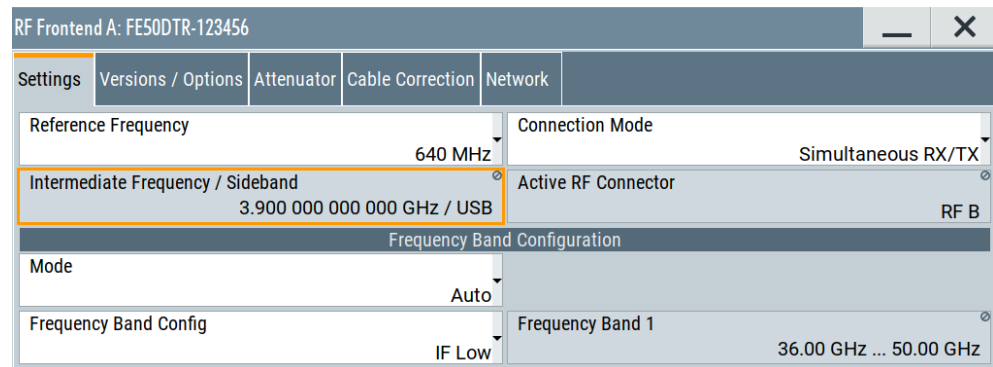 RF Frontend A: FE50DTR-123456
Settings Versions / Options Attenuator Cable Correction Network
Reference Frequency
640 MHz
Connection Mode
Simultaneous RX/TX
Intermediate Frequency / Sideband
3.900 000 000 000 GHz / USB
Active RF Connector
RF B
Frequency Band Configuration
Mode
Auto
Frequency Band Config
IF Low
Frequency Band 1
36.00 GHz ... 50.00 GHz